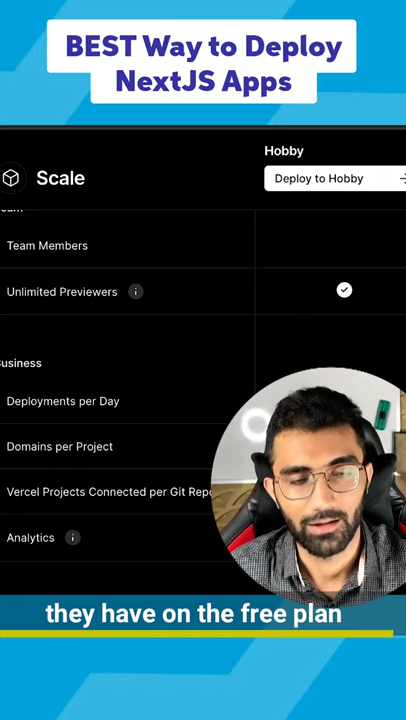 BEST Way to Deploy
NextJS Apps
Hobby
Scale
Deploy to Hobby
Team Members
Unlimited Previewers
Business
Deployments per Day
Domains per Project
Vercel Projects Connected per Git Repo
Analytics
they have on the free plan